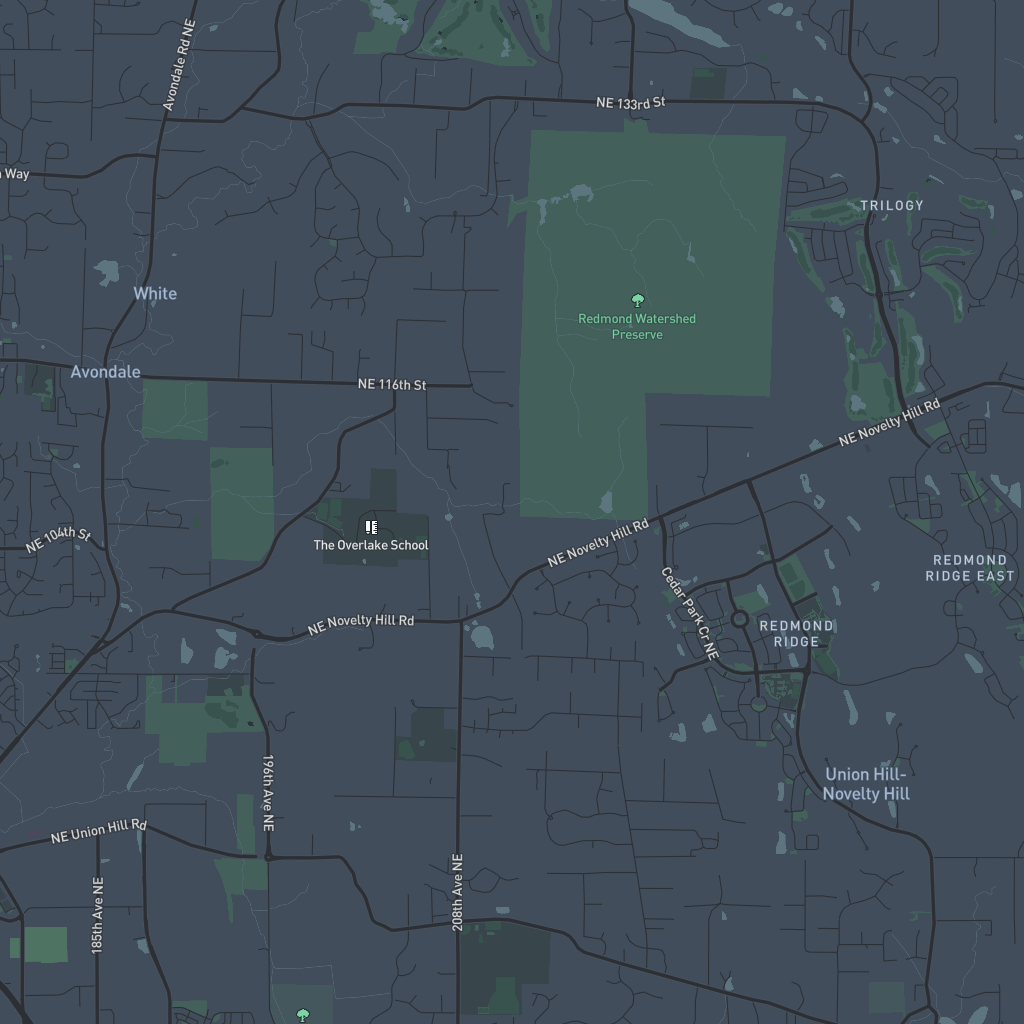 Avondale Rd NE
NE 133rd St
Way
TRILOGY
White
Redmond Watershed
Preserve
Avondale
NE 116th St
NE Novelty Hill Rd
NE 104th St
The Overlake School
NE Novelty Hill Rd
REDMOND
RIDGE EAST
Cedar Park Cr NE
NE Novelty Hill Rd
REDMOND
RIDGE
196th Ave NE
Union Hill-
Novelty Hill
NE Union Hill Rd
185th Ave NE
208th Ave NE